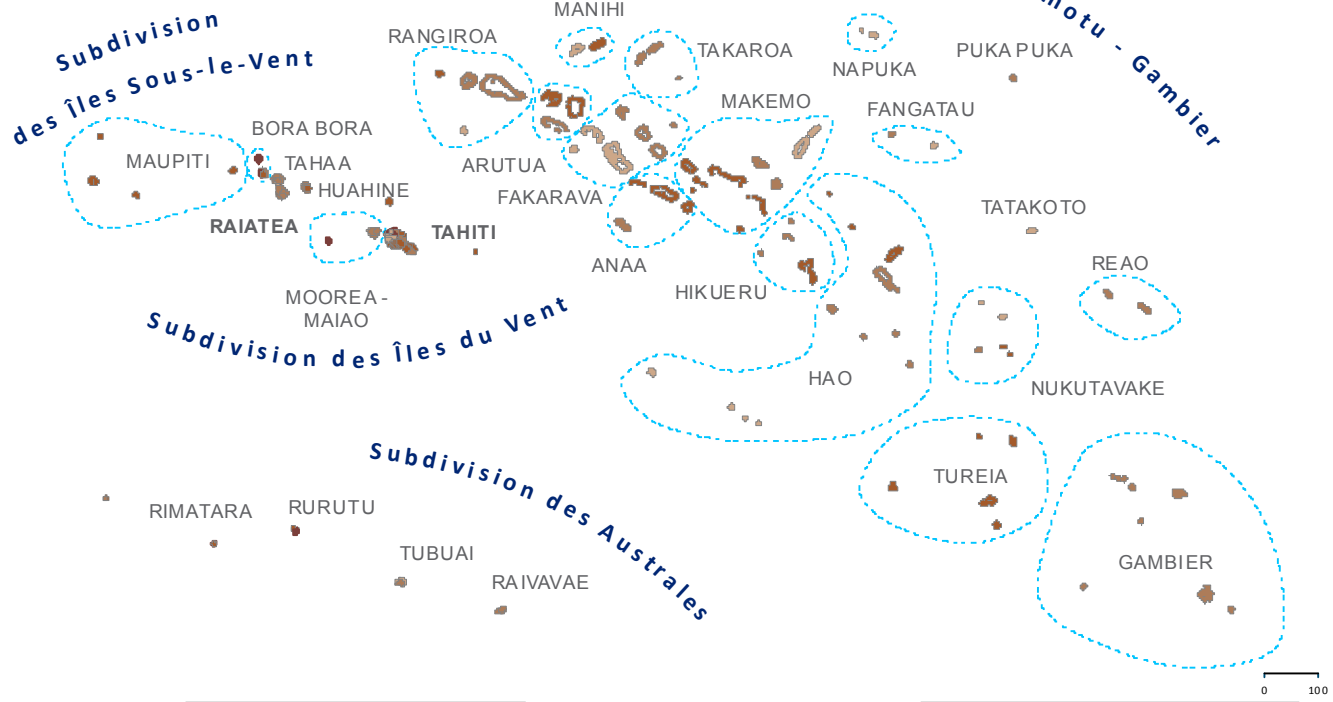 MANIHI
Subdivision
des Îles Sous-le-Vent
RANGIROA
TAKAROA
NAPUKA
PUKA PUKA
- Gambier
MAKEMO
FANGATAU
BORA BORA
MAUPITI
TAHAA
ARUTUA
HUAHINE
FAKARAVA
TATAKOTO
RAIATEA
TAHITI
ANAA
REAO
HIKUERU
MOOREA -
MAIAO
Subdivision des Îles du Vent
HAO
NUKUTAVAKE
Subdivision des Australes
TUREIA
RIMATARA
RURUTU
TUBUAI
RAIVAVAE
GAMBIER
0 100